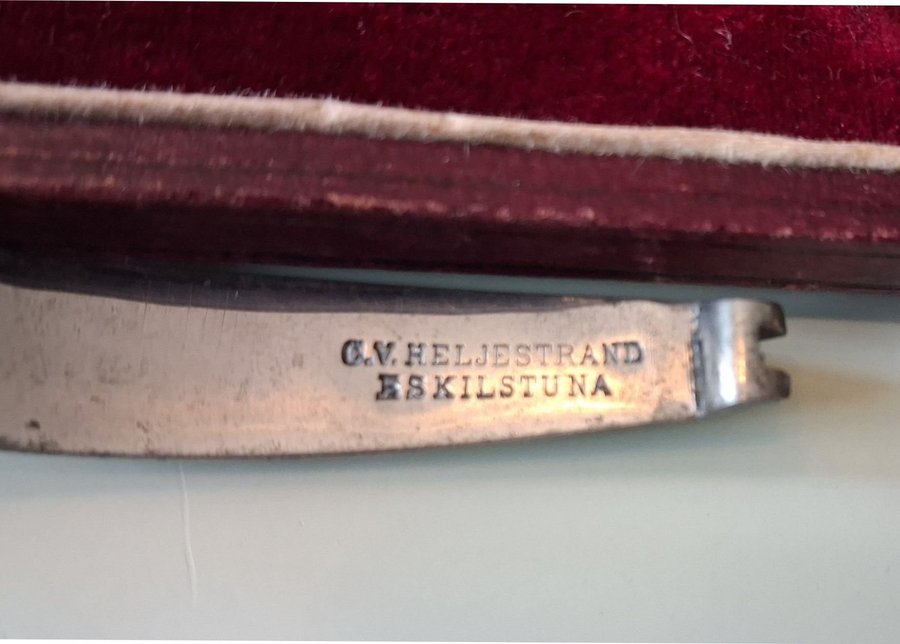 C.V. HELJESTRAND
ESKILSTUNA